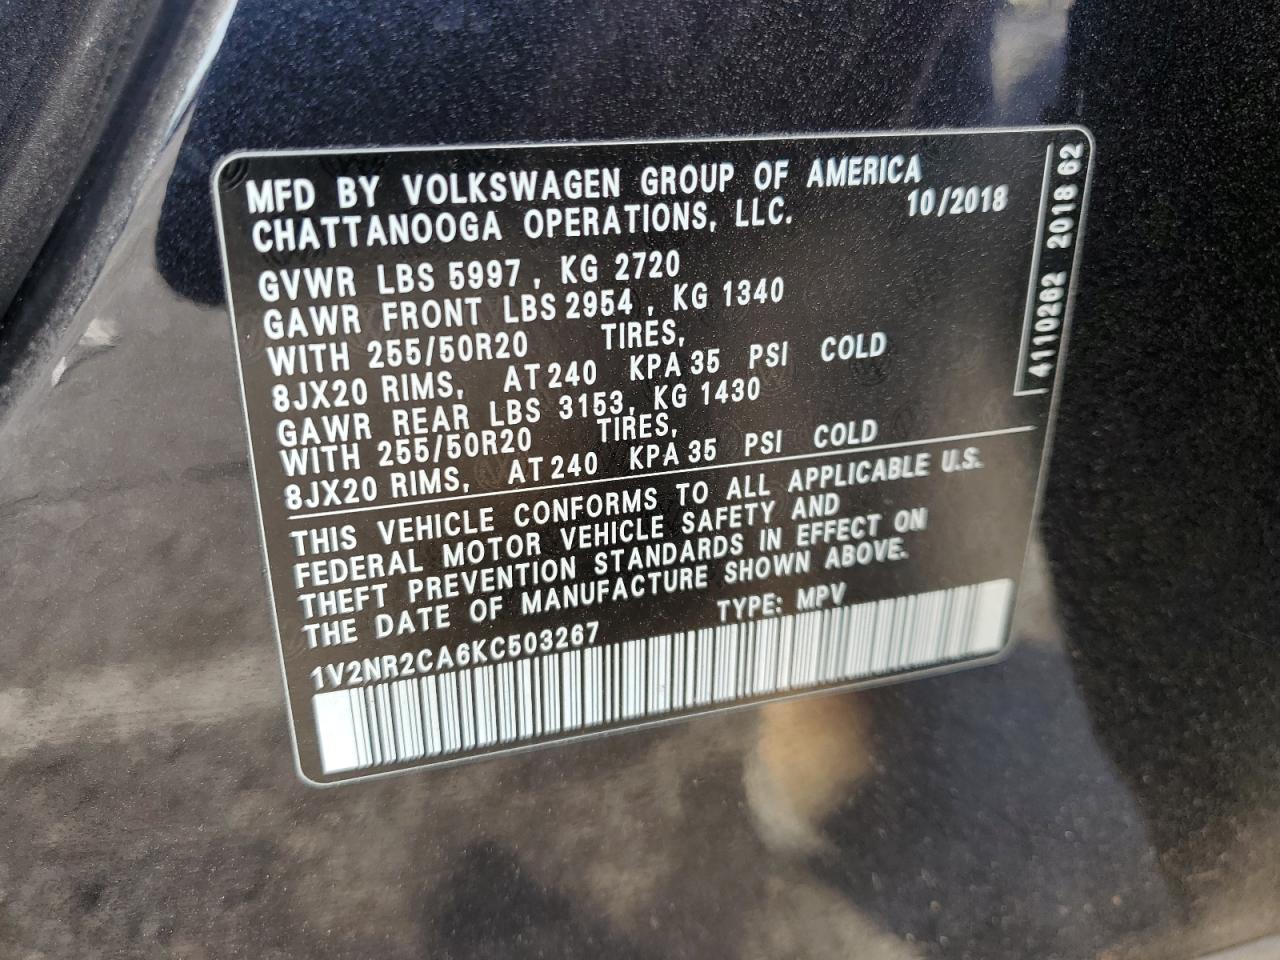 MFD BY VOLKSWAGEN GROUP OF AMERICA
CHATTANOOGA OPERATIONS, LLC. 10/2018
GVWR LBS 5997, KG 2720
GAWR FRONT LBS 2954, KG 1340
WITH 255/50R20 TIRES,
8JX20 RIMS, AT 240 KPA 35 PSI COLD
GAWR REAR LBS 3153, KG 1430
WITH 255/50R20 TIRES,
8JX20 RIMS, AT 240 KPA 35 PSI COLD
THIS VEHICLE CONFORMS TO ALL APPLICABLE U.S.
FEDERAL MOTOR VEHICLE SAFETY AND
THEFT PREVENTION STANDARDS IN EFFECT ON
THE DATE OF MANUFACTURE SHOWN ABOVE.
1V2NR2CA6KC503267 TYPE: MPV
4110262 2018 62